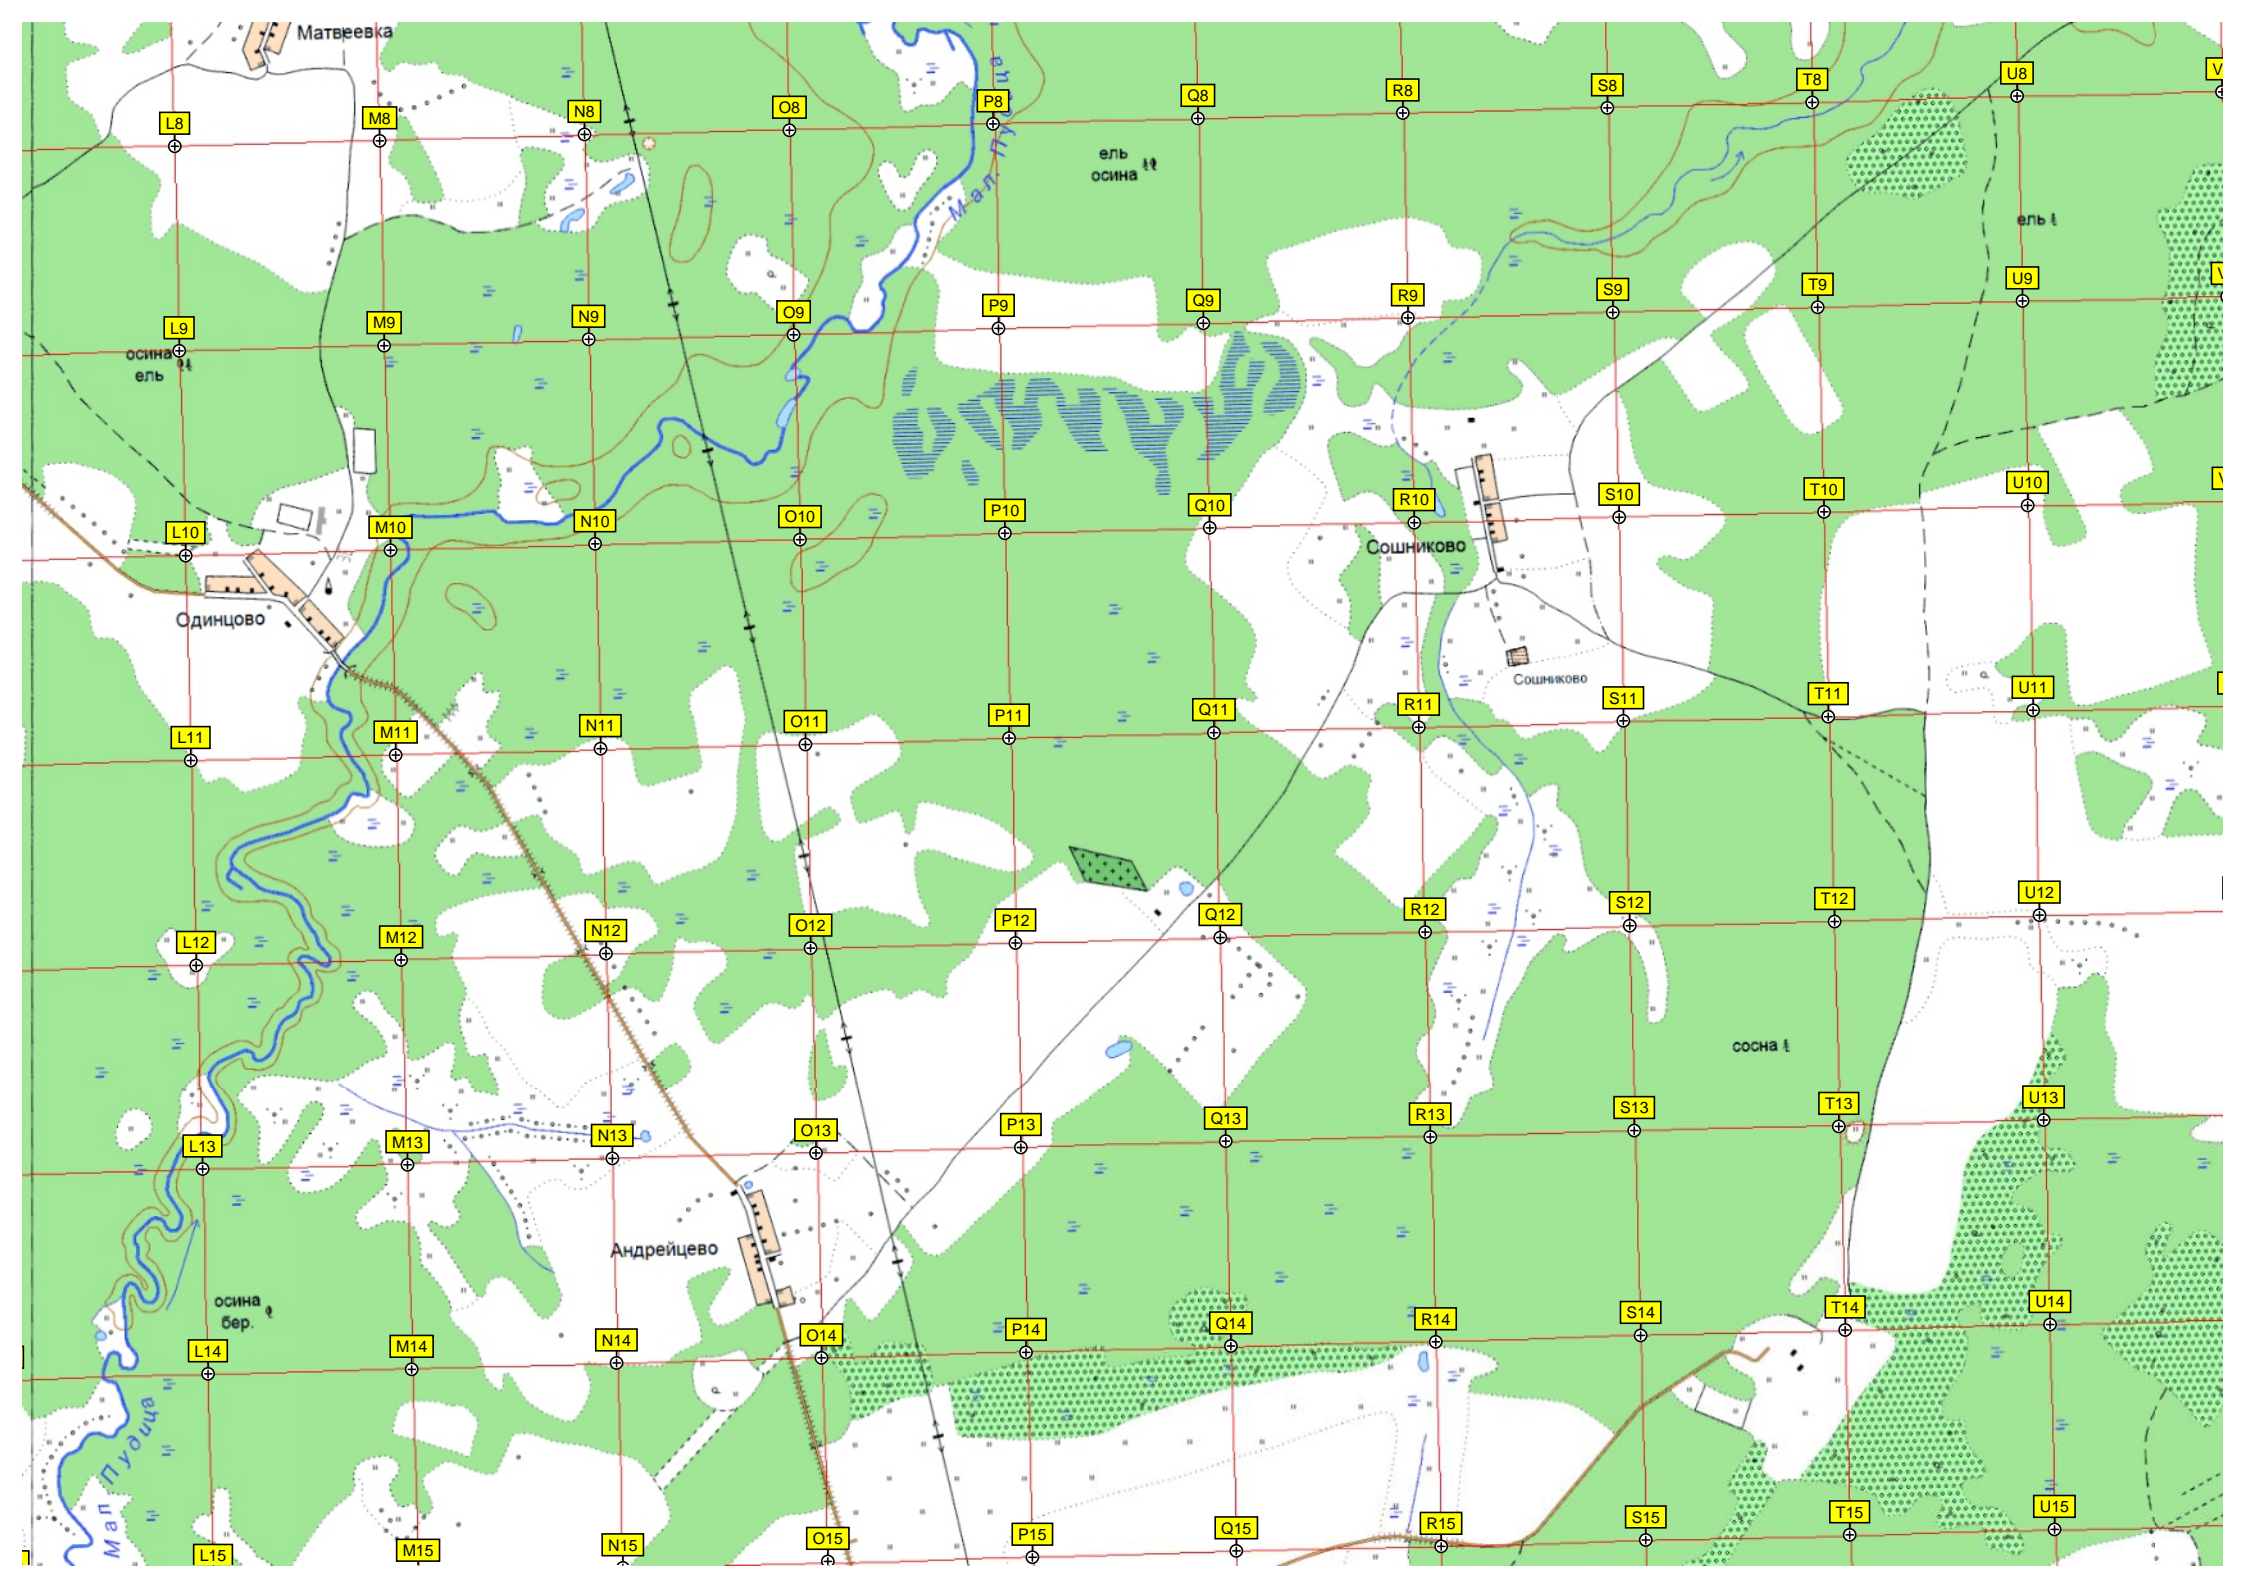 Матвеевка
U8
V
T8
S8
R8
Q8
P8
O8
N8
M8
L8
Мал. Пудица
ель
осина
ель
U9
V
T9
S9
R9
Q9
P9
O9
N9
M9
L9
осина
ель
U10
V
T10
S10
R10
Q10
P10
O10
N10
M10
L10
Сошниково
Одинцово
Сошниково
U11
T11
S11
R11
Q11
P11
O11
N11
M11
L11
U12
T12
S12
R12
Q12
P12
O12
N12
M12
L12
сосна
U13
T13
S13
R13
Q13
P13
O13
N13
M13
L13
Андрейцево
осина
бер.
U14
T14
S14
R14
Q14
P14
O14
N14
M14
L14
Мал Пудица
U15
T15
S15
R15
Q15
P15
O15
N15
M15
L15